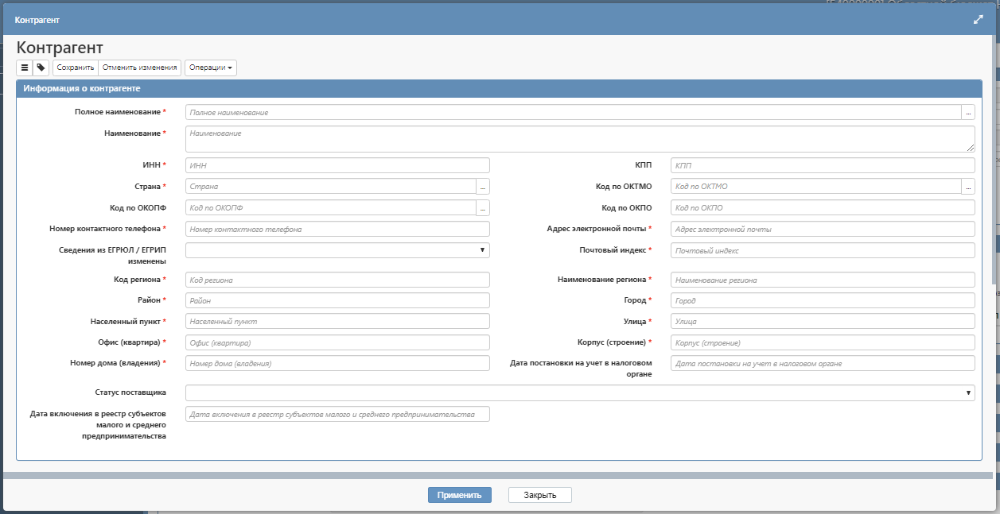 Контрагент
Контрагент
Сохранить Отменить изменения Операции
Информация о контрагенте
Полное наименование * Полное наименование ...
Наименование * Наименование
ИНН * ИНН КПП КПП
Страна * Страна ... Код по ОКТМО Код по ОКТМО ...
Код по ОКОПФ Код по ОКОПФ ... Код по ОКПО Код по ОКПО
Номер контактного телефона * Номер контактного телефона Адрес электронной почты * Адрес электронной почты
Сведения из ЕГРЮЛ / ЕГРИП
изменены
Почтовый индекс * Почтовый индекс
Код региона * Код региона Наименование региона * Наименование региона
Район * Район Город * Город
Населенный пункт * Населенный пункт Улица * Улица
Офис (квартира) * Офис (квартира) Корпус (строение) * Корпус (строение)
Номер дома (владения) * Номер дома (владения)
Дата постановки на учет в налоговом
органе
Дата постановки на учет в налоговом органе
Статус поставщика
Дата включения в реестр субъектов
малого и среднего
предпринимательства
Дата включения в реестр субъектов малого и среднего предпринимательства
Применить Закрыть